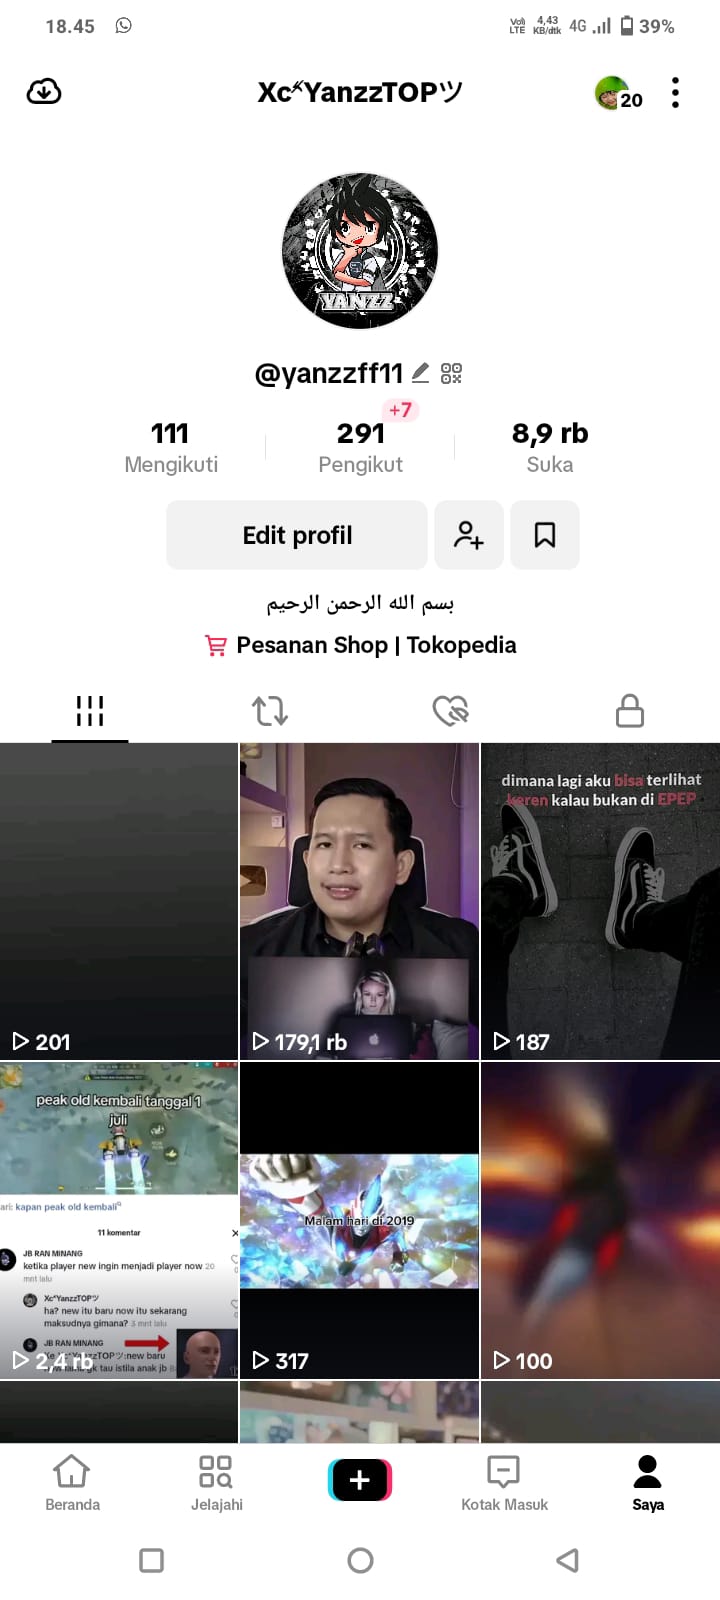 18.45
Vo)) LTE 4,43 KB/dtk 4G 39%
Xc〆YanzzTOPツ
20
YANZZ
@yanzzff11
+7
111 291 8,9 rb
Mengikuti Pengikut Suka
Edit profil
بسم الله الرحمن الرحيم
Pesanan Shop | Tokopedia
201
179,1 rb
dimana lagi aku bisa terlihat
keren kalau bukan di EPEP
187
peak old kembali tanggal 1
juli
ari: kapan peak old kembali
11 komentar
JB RAN MINANG
ketika player new ingin menjadi player now 20
mnt lalu
Xc〆YanzzTOPツ
ha? new itu baru now itu sekarang
maksudnya gimana? 3 mnt lalu
JB RAN MINANG
YanzzTOPツ:new baru
gk tau istila anak jb
2,4 rb
Malam hari di 2019
317
100
Beranda Jelajahi Kotak Masuk Saya